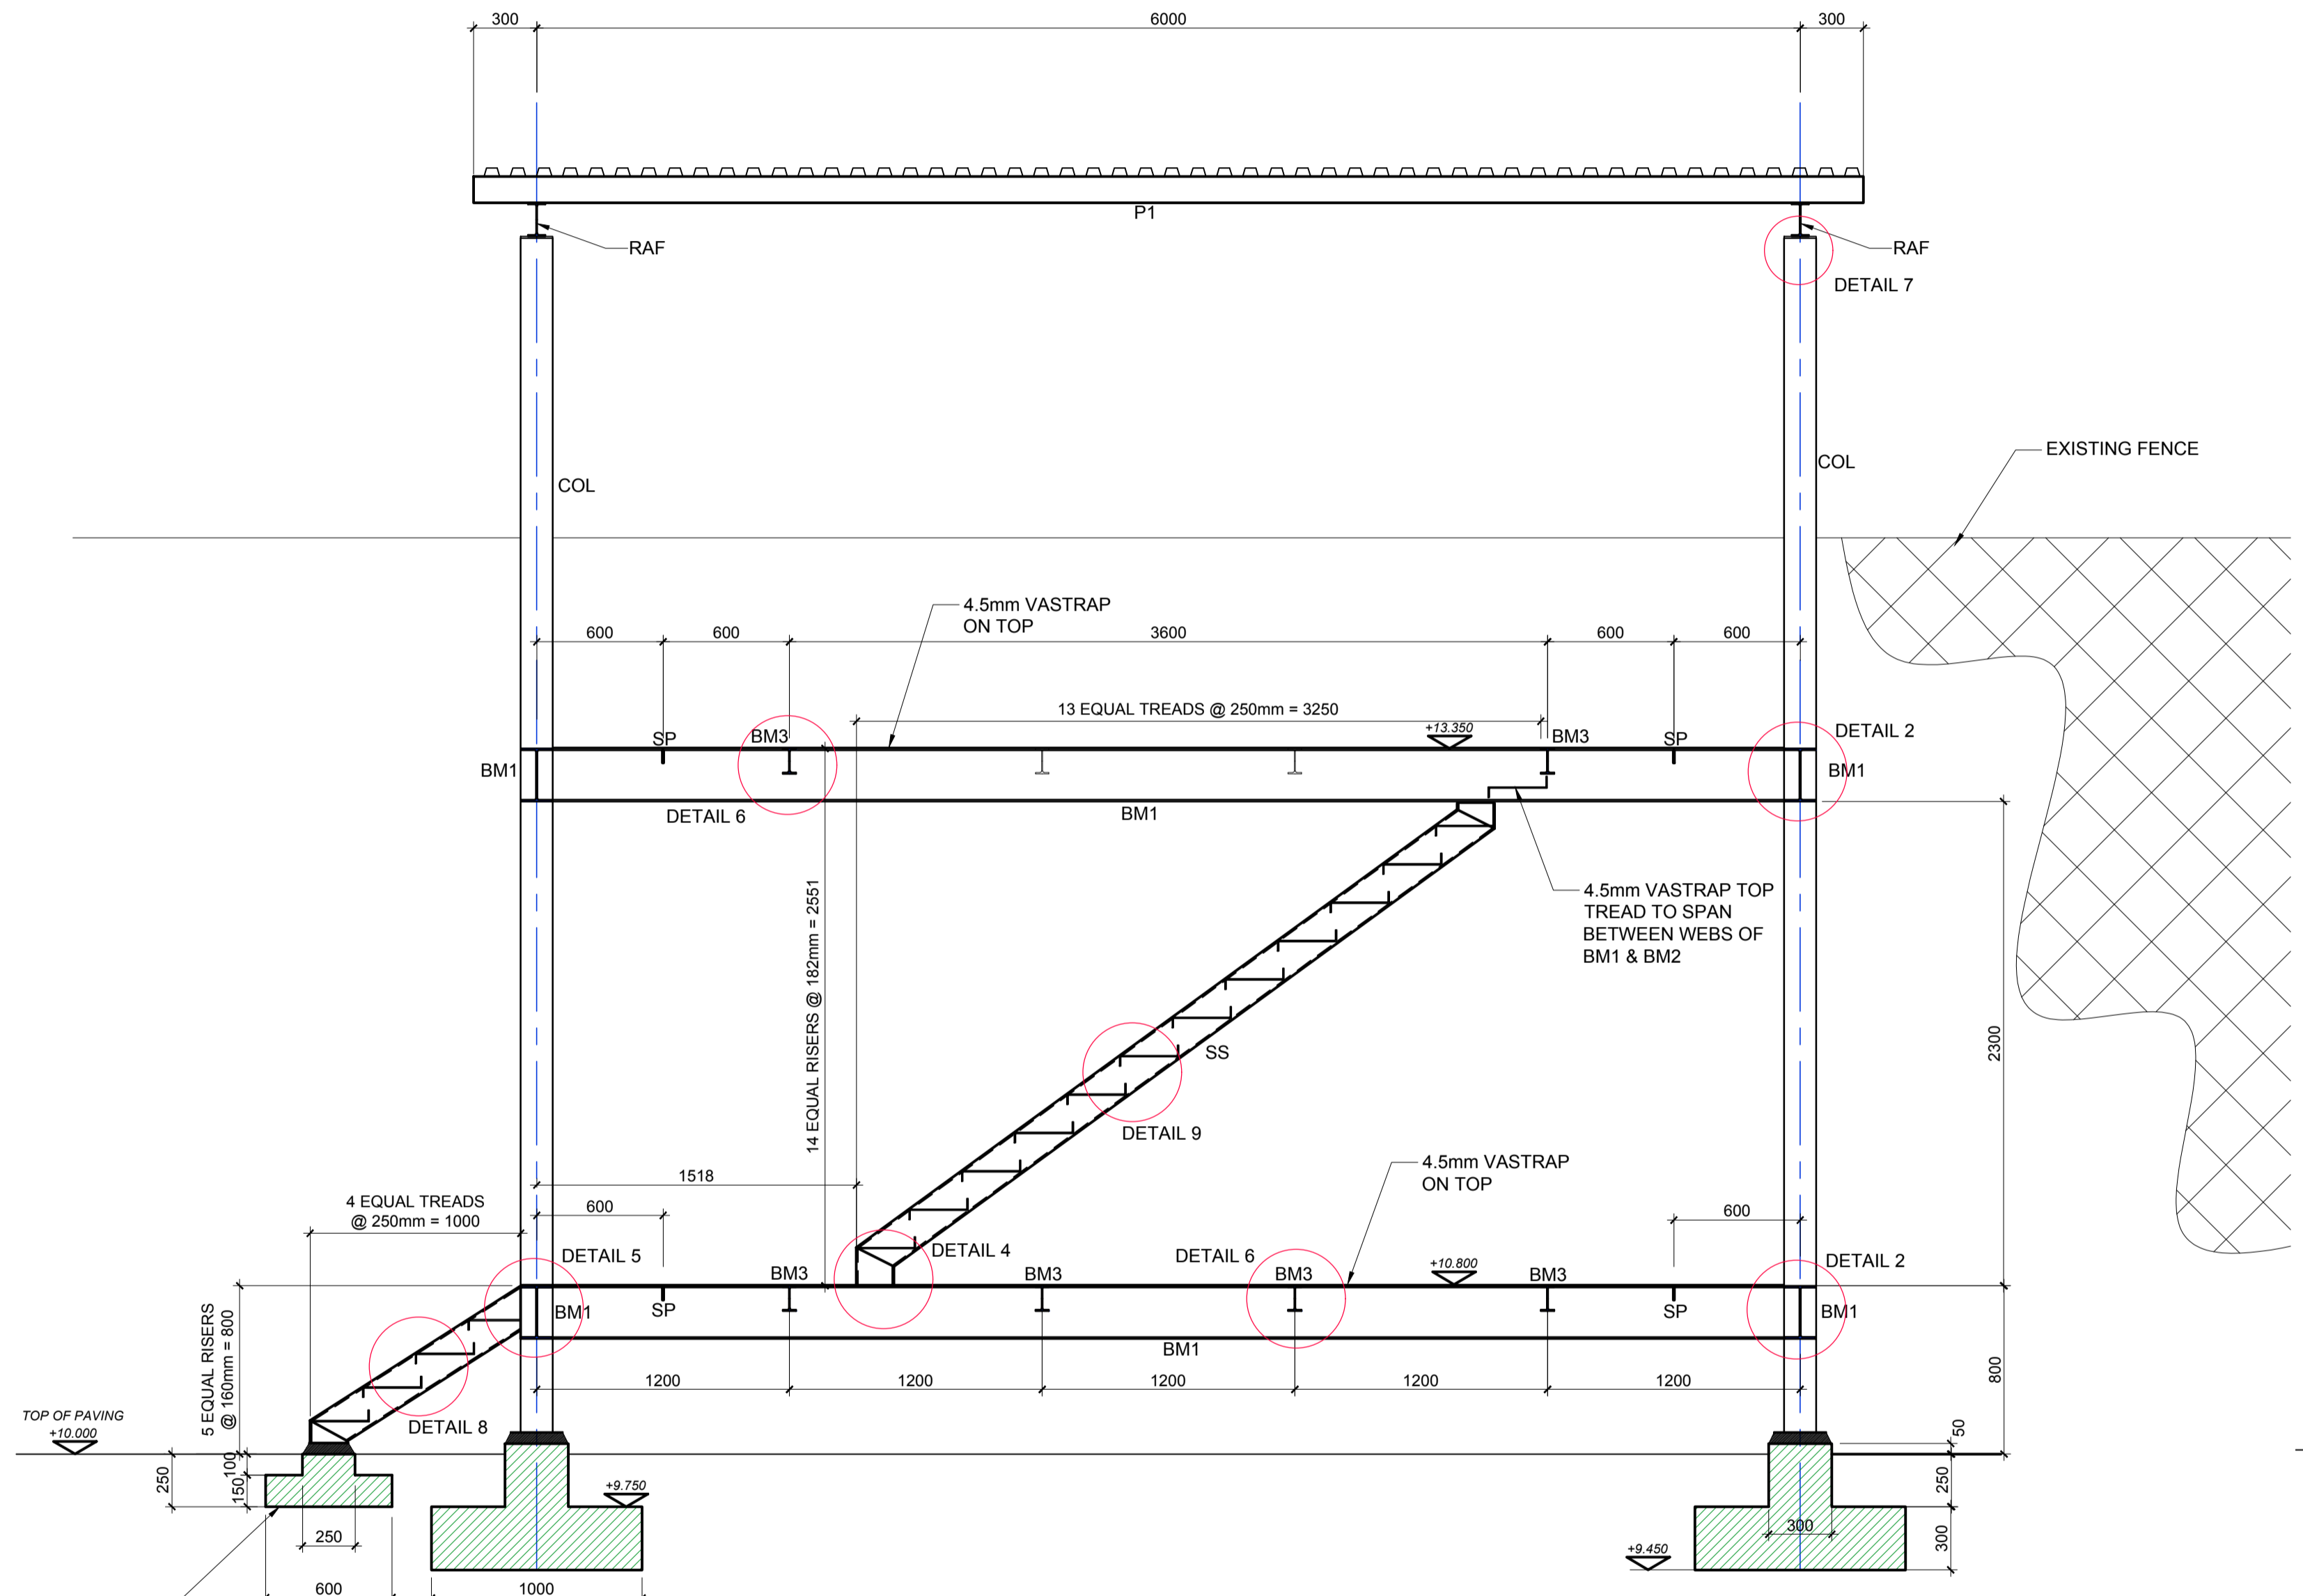 300
6000
300
P1
RAF
RAF
DETAIL 7
EXISTING FENCE
COL
COL
4.5mm VASTRAP
ON TOP
600
600
3600
600
600
13 EQUAL TREADS @ 250mm = 3250
+13.350
SP
BM3
BM3
SP
DETAIL 2
BM1
BM1
DETAIL 6
BM1
14 EQUAL RISERS @ 182mm = 2551
4.5mm VASTRAP TOP
TREAD TO SPAN
BETWEEN WEBS OF
BM1 & BM2
2300
SS
DETAIL 9
1518
4.5mm VASTRAP
ON TOP
4 EQUAL TREADS
@ 250mm = 1000
600
600
DETAIL 5
DETAIL 4
DETAIL 6
DETAIL 2
BM3
BM3
BM3
+10.800
BM3
BM1
SP
SP
BM1
BM1
5 EQUAL RISERS
@ 160mm = 800
1200
1200
1200
1200
1200
800
DETAIL 8
TOP OF PAVING
+10.000
50
250
100
150
+9.750
250
250
300
300
+9.450
600
1000